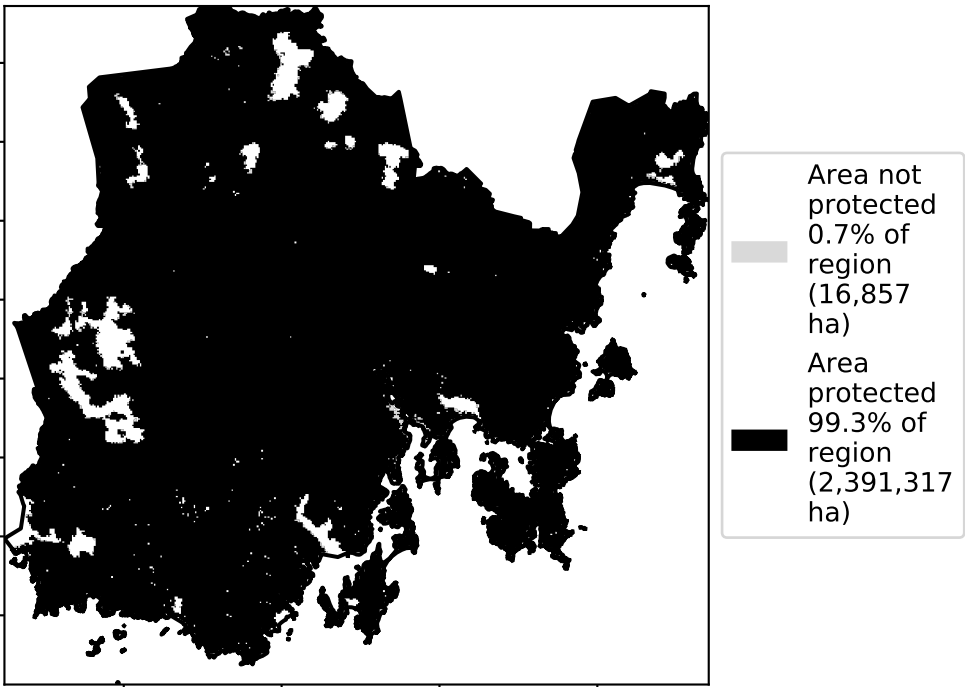 Area not
protected
0.7% of
region
(16,857
ha)
Area
protected
99.3% of
region
(2,391,317
ha)